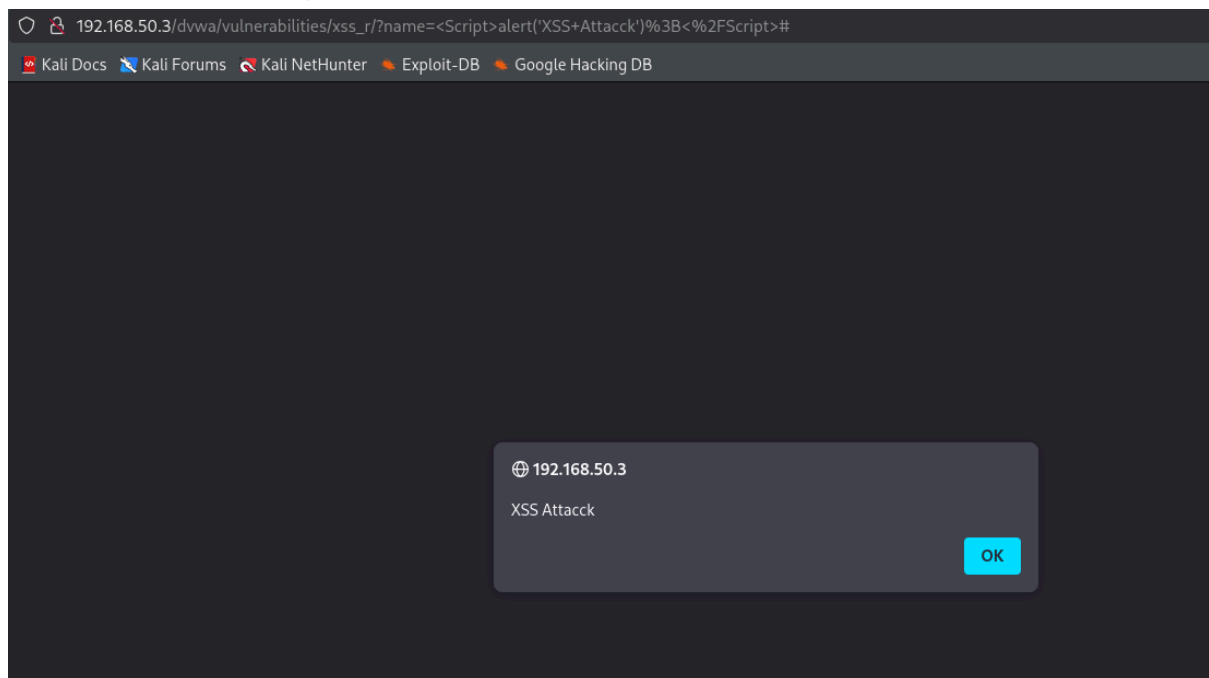 192.168.50.3/dvwa/vulnerabilities/xss_r/?name=<Script>alert('XSS+Attacck')%3B<%2FScript>#
Kali Docs Kali Forums Kali NetHunter Exploit-DB Google Hacking DB
192.168.50.3
XSS Attacck
OK